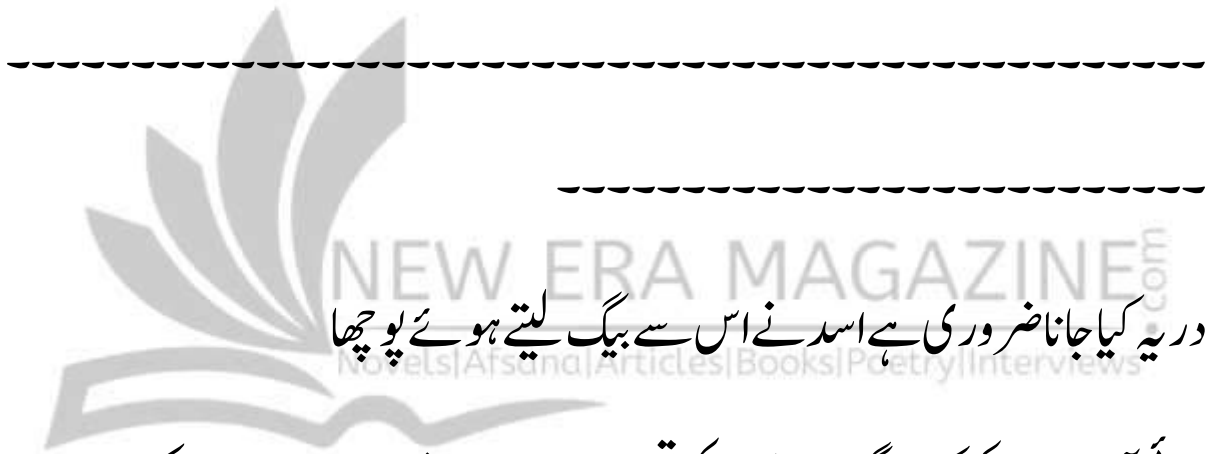 ------------------------------------------------
--------------------------
NEW ERA MAGAZINE.com
دریہ کیا جانا ضروری ہے اسد نے اس سے بیگ لیتے ہوئے پوچھا
Novels|Afsana|Articles|Books|Poetry|Interviews